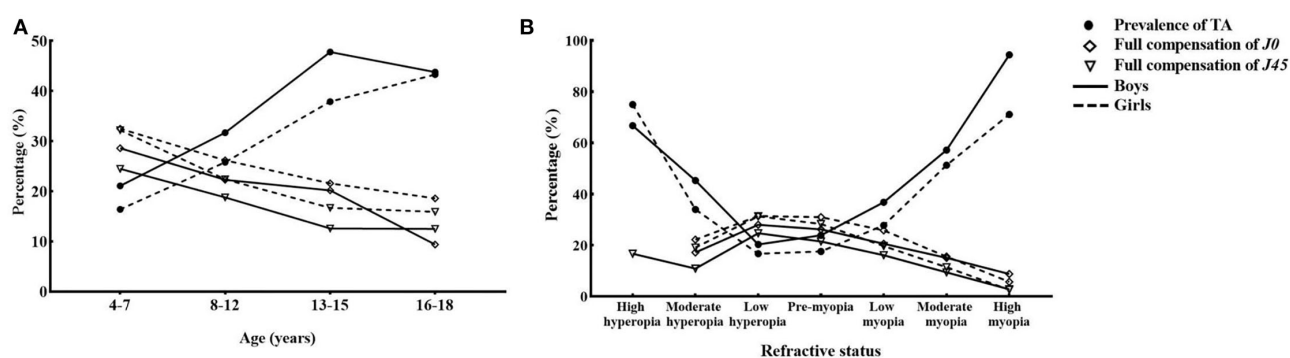 A
Percentage (%)
50
40
30
20
10
0
4-7 8-12 13-15 16-18
Age (years)
B
Percentage (%)
100
80
60
40
20
0
High hyperopia
Moderate hyperopia
Low hyperopia
Pre-myopia
Low myopia
Moderate myopia
High myopia
Refractive status
Prevalence of TA
Full compensation of J0
Full compensation of J45
Boys
Girls